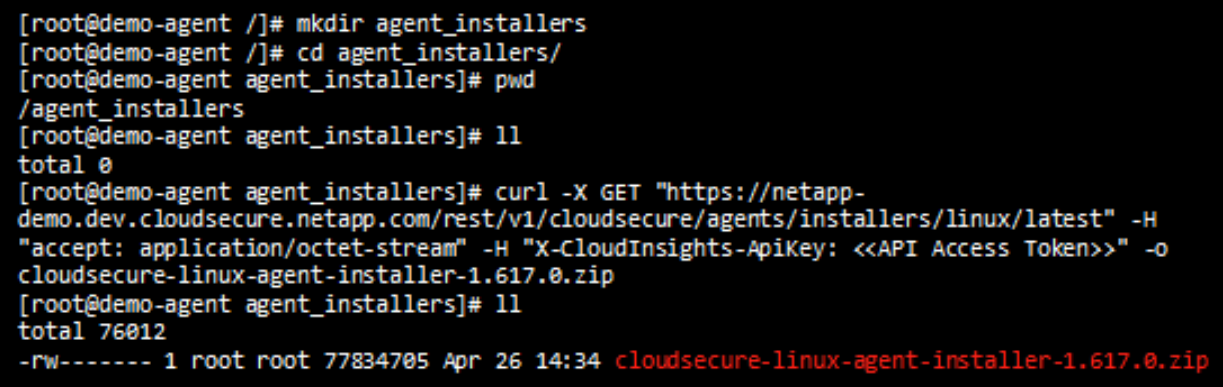 [root@demo-agent /]# mkdir agent_installers
[root@demo-agent /]# cd agent_installers/
[root@demo-agent agent_installers]# pwd
/agent_installers
[root@demo-agent agent_installers]# ll
total 0
[root@demo-agent agent_installers]# curl -X GET "https://netapp-
demo.dev.cloudsecure.netapp.com/rest/v1/cloudsecure/agents/installers/linux/latest" -H
"accept: application/octet-stream" -H "X-CloudInsights-ApiKey: <<API Access Token>>" -o
cloudsecure-linux-agent-installer-1.617.0.zip
[root@demo-agent agent_installers]# ll
total 76012
-rw------- 1 root root 77834705 Apr 26 14:34 cloudsecure-linux-agent-installer-1.617.0.zip